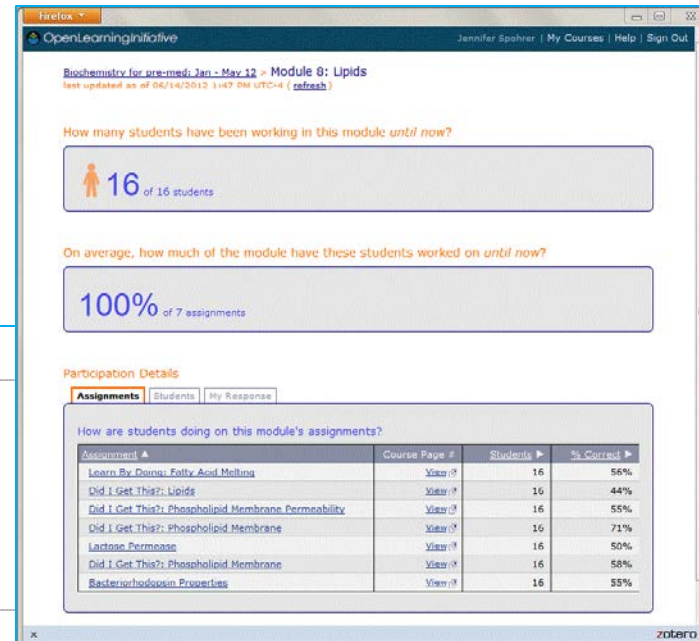 Firefox
OpenLearningInitiative
Jennifer Spohrer | My Courses | Help | Sign Out
Biochemistry for pre-med: Jan - May 12 > Module 8: Lipids
last updated as of 06/14/2012 1:47 PM UTC-4 ( refresh )
How many students have been working in this module until now?
16 of 16 students
On average, how much of the module have these students worked on until now?
100% of 7 assignments
Participation Details
Assignments Students My Response
How are students doing on this module's assignments?
Assignment ▲ Course Page # Students ▶ % Correct ▶
Learn By Doing: Fatty Acid Melting View 16 56%
Did I Get This?: Lipids View 16 44%
Did I Get This?: Phospholipid Membrane Permeability View 16 55%
Did I Get This?: Phospholipid Membrane View 16 71%
Lactose Permease View 16 50%
Did I Get This?: Phospholipid Membrane View 16 58%
Bacteriorhodopsin Properties View 16 55%
x zotero